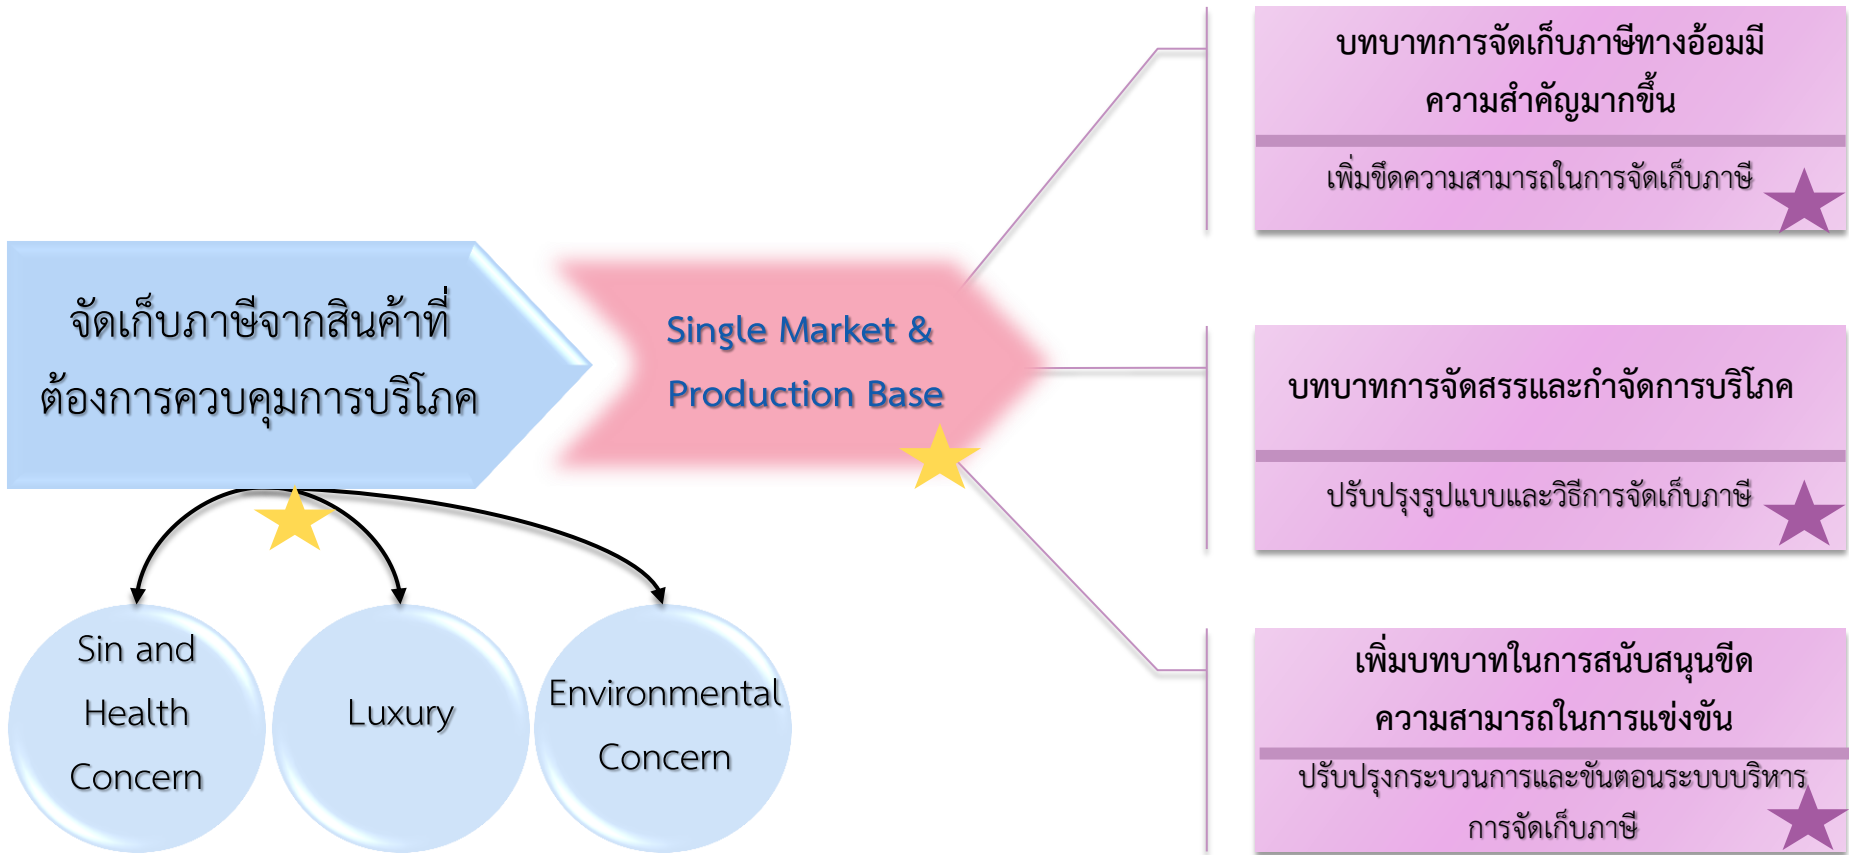 จัดเก็บภาษีจากสินค้าที่
ต้องการควบคุมการบริโภค
Sin and
Health
Concern
Luxury
Environmental
Concern
Single Market &
Production Base
บทบาทการจัดเก็บภาษีทางอ้อมมี
ความสำคัญมากขึ้น
เพิ่มขีดความสามารถในการจัดเก็บภาษี
บทบาทการจัดสรรและกำจัดการบริโภค
ปรับปรุงรูปแบบและวิธีการจัดเก็บภาษี
เพิ่มบทบาทในการสนับสนุนขีด
ความสามารถในการแข่งขัน
ปรับปรุงกระบวนการและขันตอนระบบบริหาร
การจัดเก็บภาษี